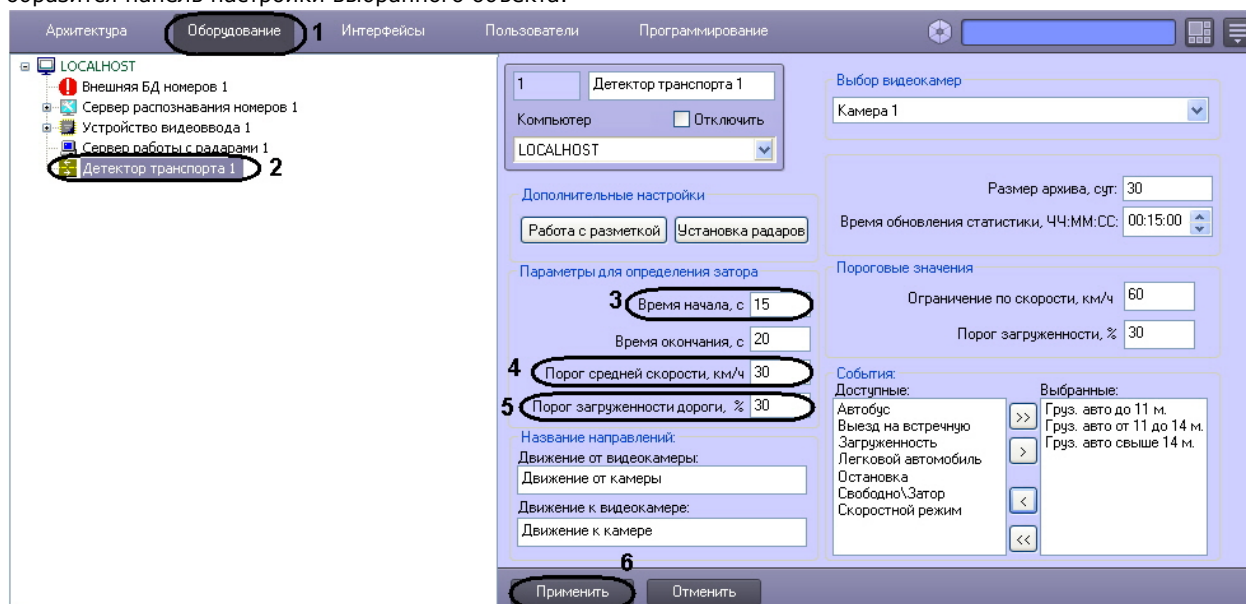 образится панель настройки выбранного объекта.
Архитектура Оборудование 1 Интерфейсы Пользователи Программирование
LOCALHOST
Внешняя БД номеров 1
Сервер распознавания номеров 1
Устройство видеоввода 1
Сервер работы с радарами 1
Детектор транспорта 1 2
1 Детектор транспорта 1
Компьютер Отключить
LOCALHOST
Дополнительные настройки
Работа с разметкой Установка радаров
Параметры для определения затора
3 Время начала, с 15
Время окончания, с 20
4 Порог средней скорости, км/ч 30
5 Порог загруженности дороги, % 30
Название направлений:
Движение от видеокамеры:
Движение от камеры
Движение к видеокамере:
Движение к камере
Выбор видеокамер
Камера 1
Размер архива, сут: 30
Время обновления статистики, ЧЧ:ММ:СС: 00:15:00
Пороговые значения
Ограничение по скорости, км/ч 60
Порог загруженности, % 30
События:
Доступные:
Автобус
Выезд на встречную
Загруженность
Легковой автомобиль
Остановка
Свободно\Затор
Скоростной режим
>>
>
<
<<
Выбранные:
Груз. авто до 11 м.
Груз. авто от 11 до 14 м.
Груз. авто свыше 14 м.
6
Применить Отменить